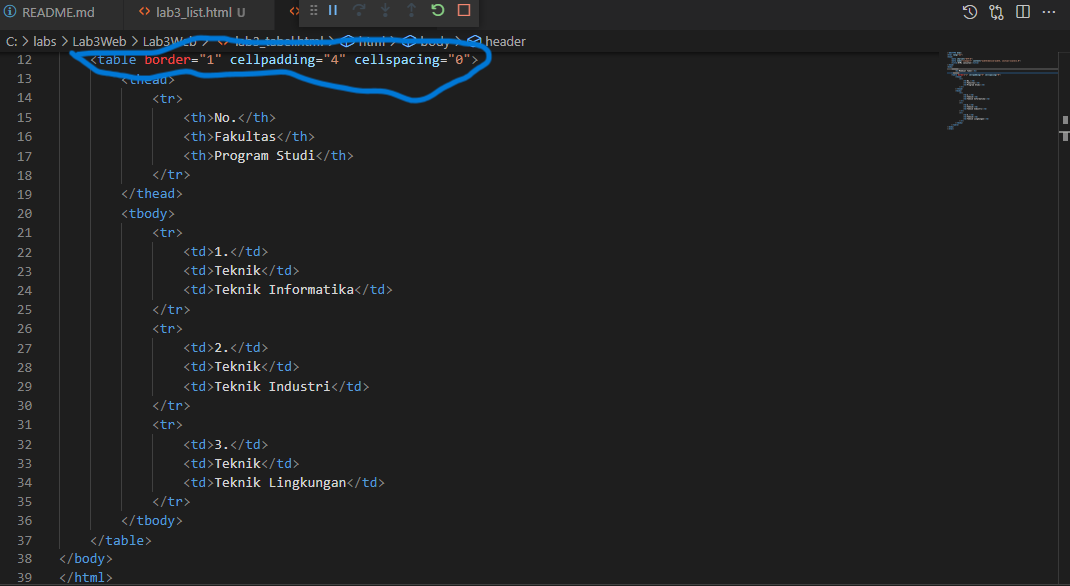 README.md lab3_list.html U
C: > labs > Lab3Web > Lab3Web > lab3_tabel.html > html > body > header
12 <table border="1" cellpadding="4" cellspacing="0">
13 <thead>
14 <tr>
15 <th>No.</th>
16 <th>Fakultas</th>
17 <th>Program Studi</th>
18 </tr>
19 </thead>
20 <tbody>
21 <tr>
22 <td>1.</td>
23 <td>Teknik</td>
24 <td>Teknik Informatika</td>
25 </tr>
26 <tr>
27 <td>2.</td>
28 <td>Teknik</td>
29 <td>Teknik Industri</td>
30 </tr>
31 <tr>
32 <td>3.</td>
33 <td>Teknik</td>
34 <td>Teknik Lingkungan</td>
35 </tr>
36 </tbody>
37 </table>
38 </body>
39 </html>